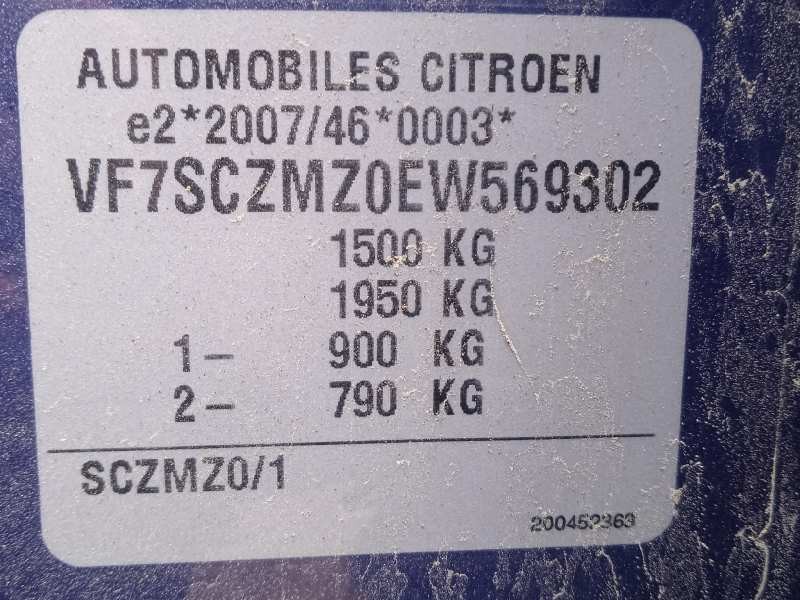 AUTOMOBILES CITROEN
e2*2007/46*0003*
VF7SCZMZ0EW569302
1500 KG
1950 KG
1- 900 KG
2- 790 KG
SCZMZ0/1
200452363